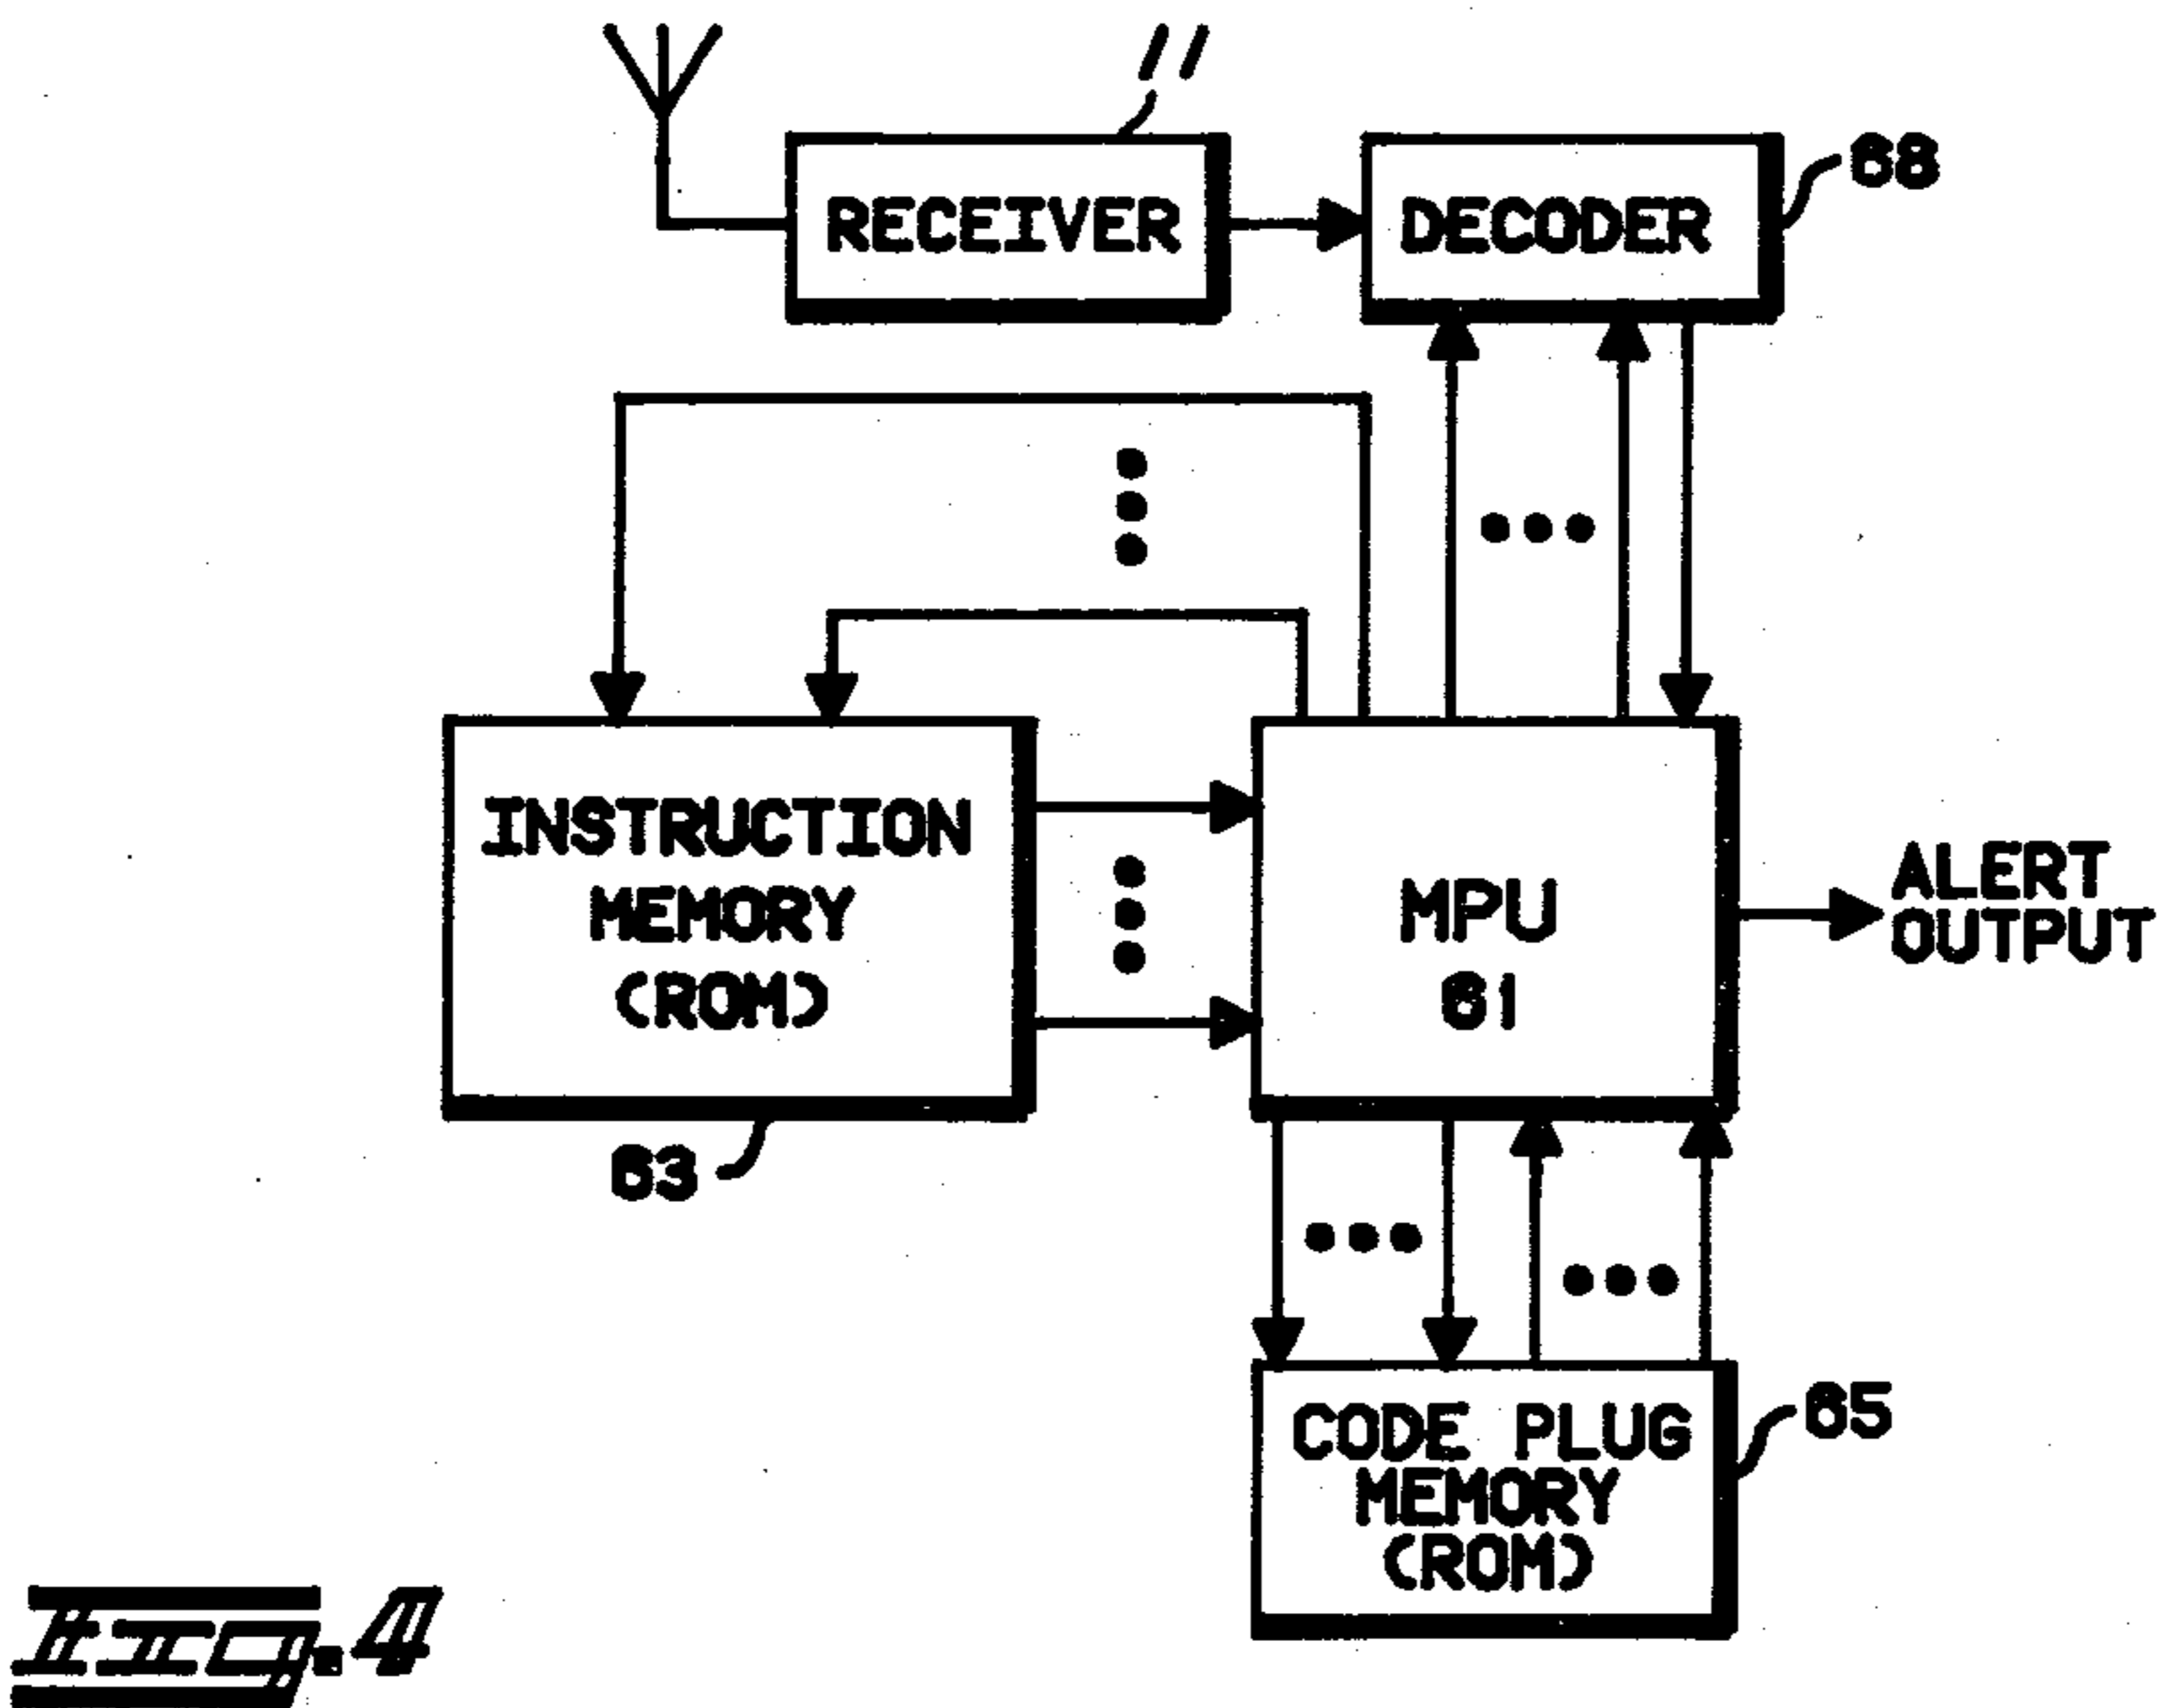 11
RECEIVER
DECODER
68
INSTRUCTION
MEMORY
(ROM)
63
MPU
61
ALERT
OUTPUT
CODE PLUG
MEMORY
(ROM)
65
FIG. 4